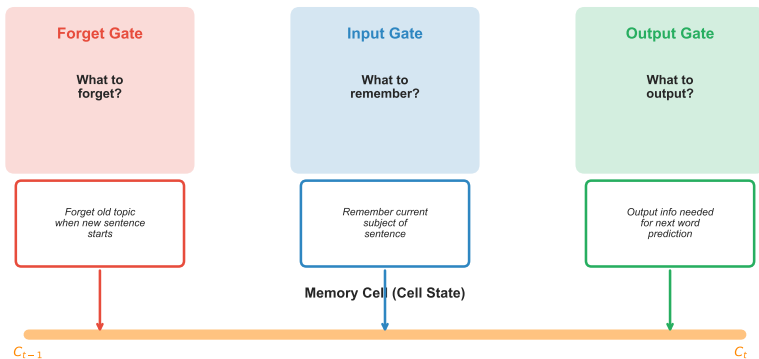 Forget Gate
What to
forget?
Forget old topic
when new sentence
starts
Input Gate
What to
remember?
Remember current
subject of
sentence
Output Gate
What to
output?
Output info needed
for next word
prediction
Memory Cell (Cell State)
C_{t-1}
C_t